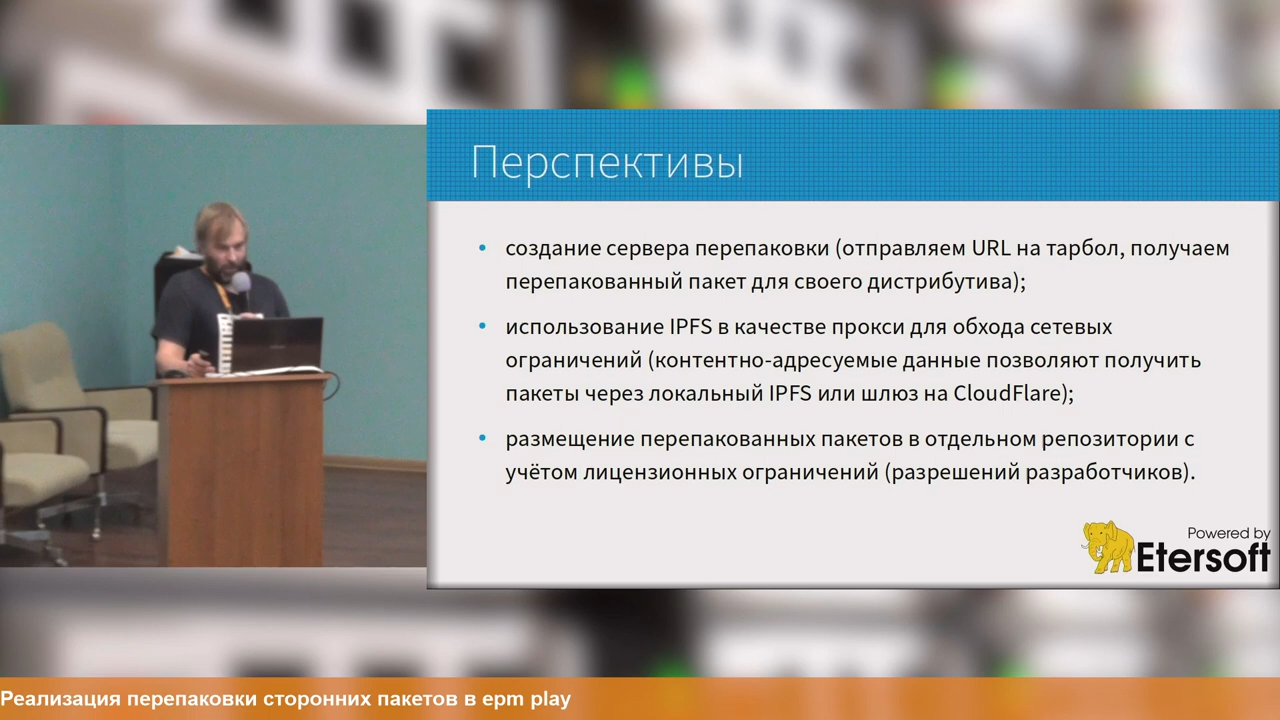 Перспективы
• создание сервера перепаковки (отправляем URL на тарбол, получаем
перепакованный пакет для своего дистрибутива);
• использование IPFS в качестве прокси для обхода сетевых
ограничений (контентно-адресуемые данные позволяют получить
пакеты через локальный IPFS или шлюз на CloudFlare);
• размещение перепакованных пакетов в отдельном репозитории с
учётом лицензионных ограничений (разрешений разработчиков).
Powered by
Etersoft
Реализация перепаковки сторонних пакетов в epm play